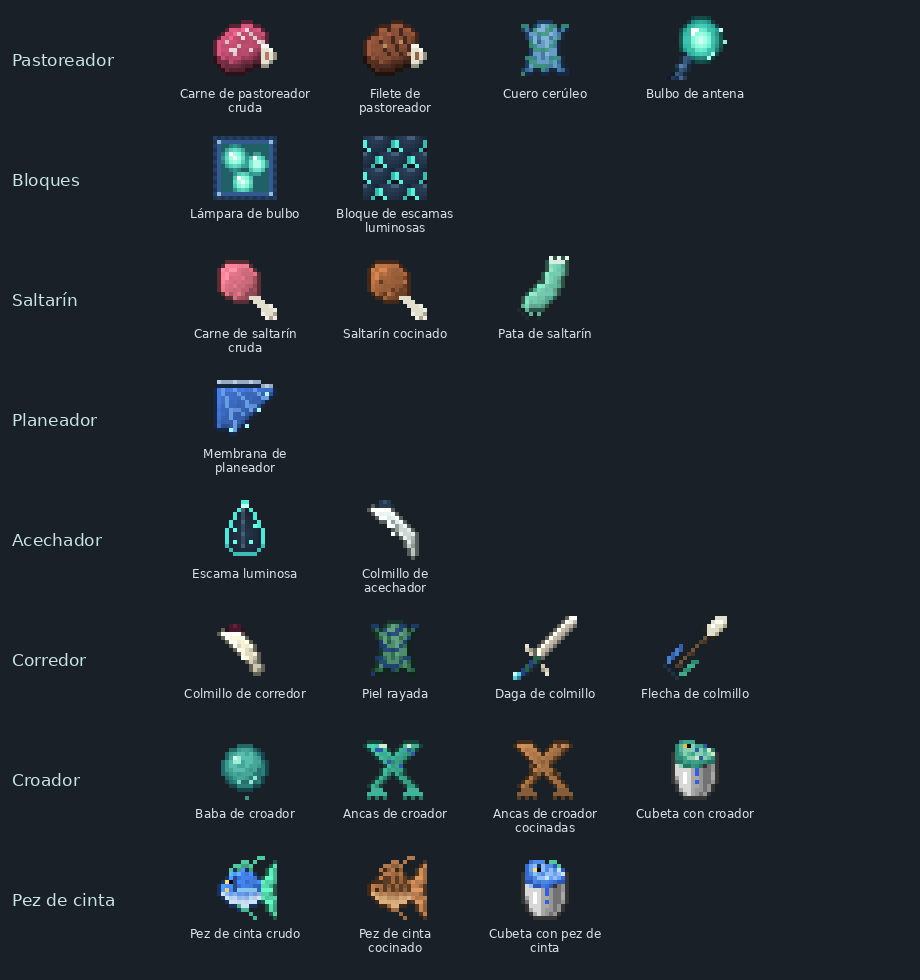 Pastoreador
Carne de pastoreador
cruda
Filete de
pastoreador
Cuero cerúleo
Bulbo de antena
Bloques
Lámpara de bulbo
Bloque de escamas
luminosas
Saltarín
Carne de saltarín
cruda
Saltarín cocinado
Pata de saltarín
Planeador
Membrana de
planeador
Acechador
Escama luminosa
Colmillo de
acechador
Corredor
Colmillo de corredor
Piel rayada
Daga de colmillo
Flecha de colmillo
Croador
Baba de croador
Ancas de croador
Ancas de croador
cocinadas
Cubeta con croador
Pez de cinta
Pez de cinta crudo
Pez de cinta
cocinado
Cubeta con pez de
cinta